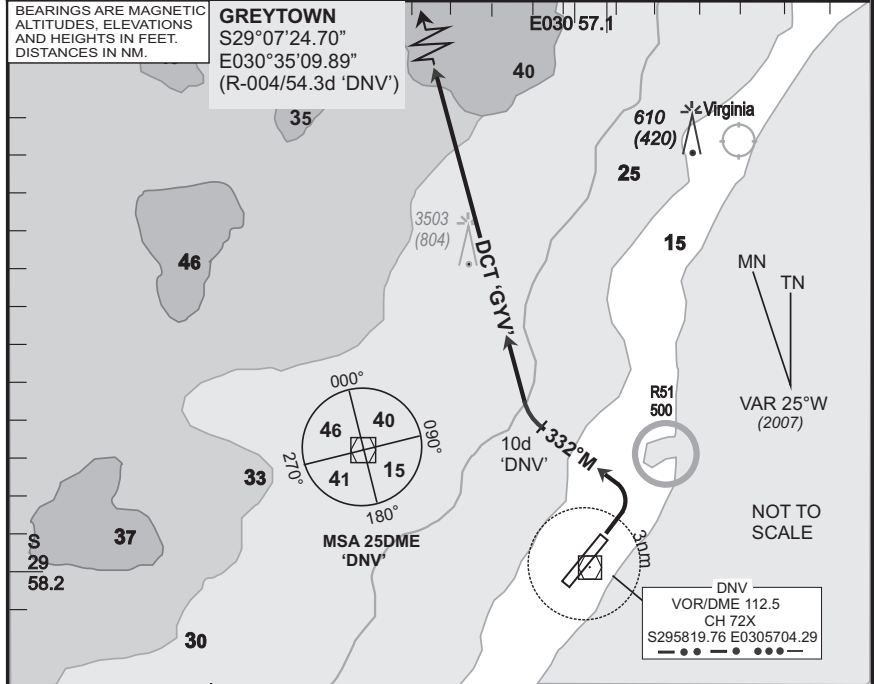 BEARINGS ARE MAGNETIC
ALTITUDES, ELEVATIONS
AND HEIGHTS IN FEET.
DISTANCES IN NM.
GREYTOWN
S29°07'24.70"
E030°35'09.89"
(R-004/54.3d 'DNV')
E030 57.1
40
35
610
(420)
Virginia
25
3503
(804)
15
46
DCT 'GYV'
MN
TN
VAR 25°W
(2007)
R51
500
000°
46
40
090°
270°
41
15
180°
MSA 25DME
'DNV'
10d
'DNV'
332°M
33
37
S
29
58.2
NOT TO
SCALE
3nm
DNV
VOR/DME 112.5
CH 72X
S295819.76 E0305704.29
30